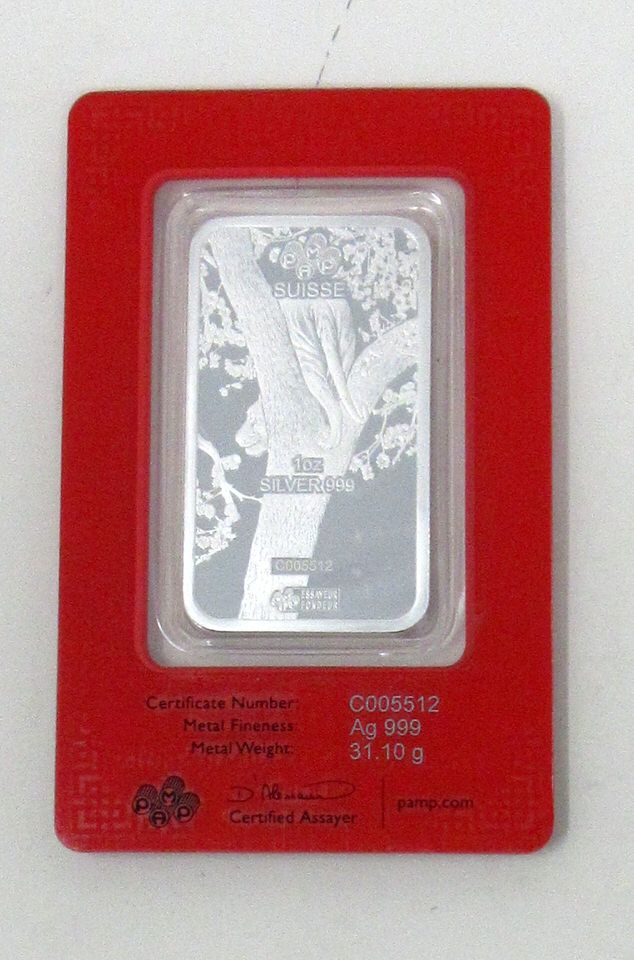 PAMP
SUISSE
1oz
SILVER 999
C005512
ESSAYEUR
FONDEUR
Certificate Number: C005512
Metal Fineness: Ag 999
Metal Weight: 31.10 g
PAMP
Certified Assayer
pamp.com